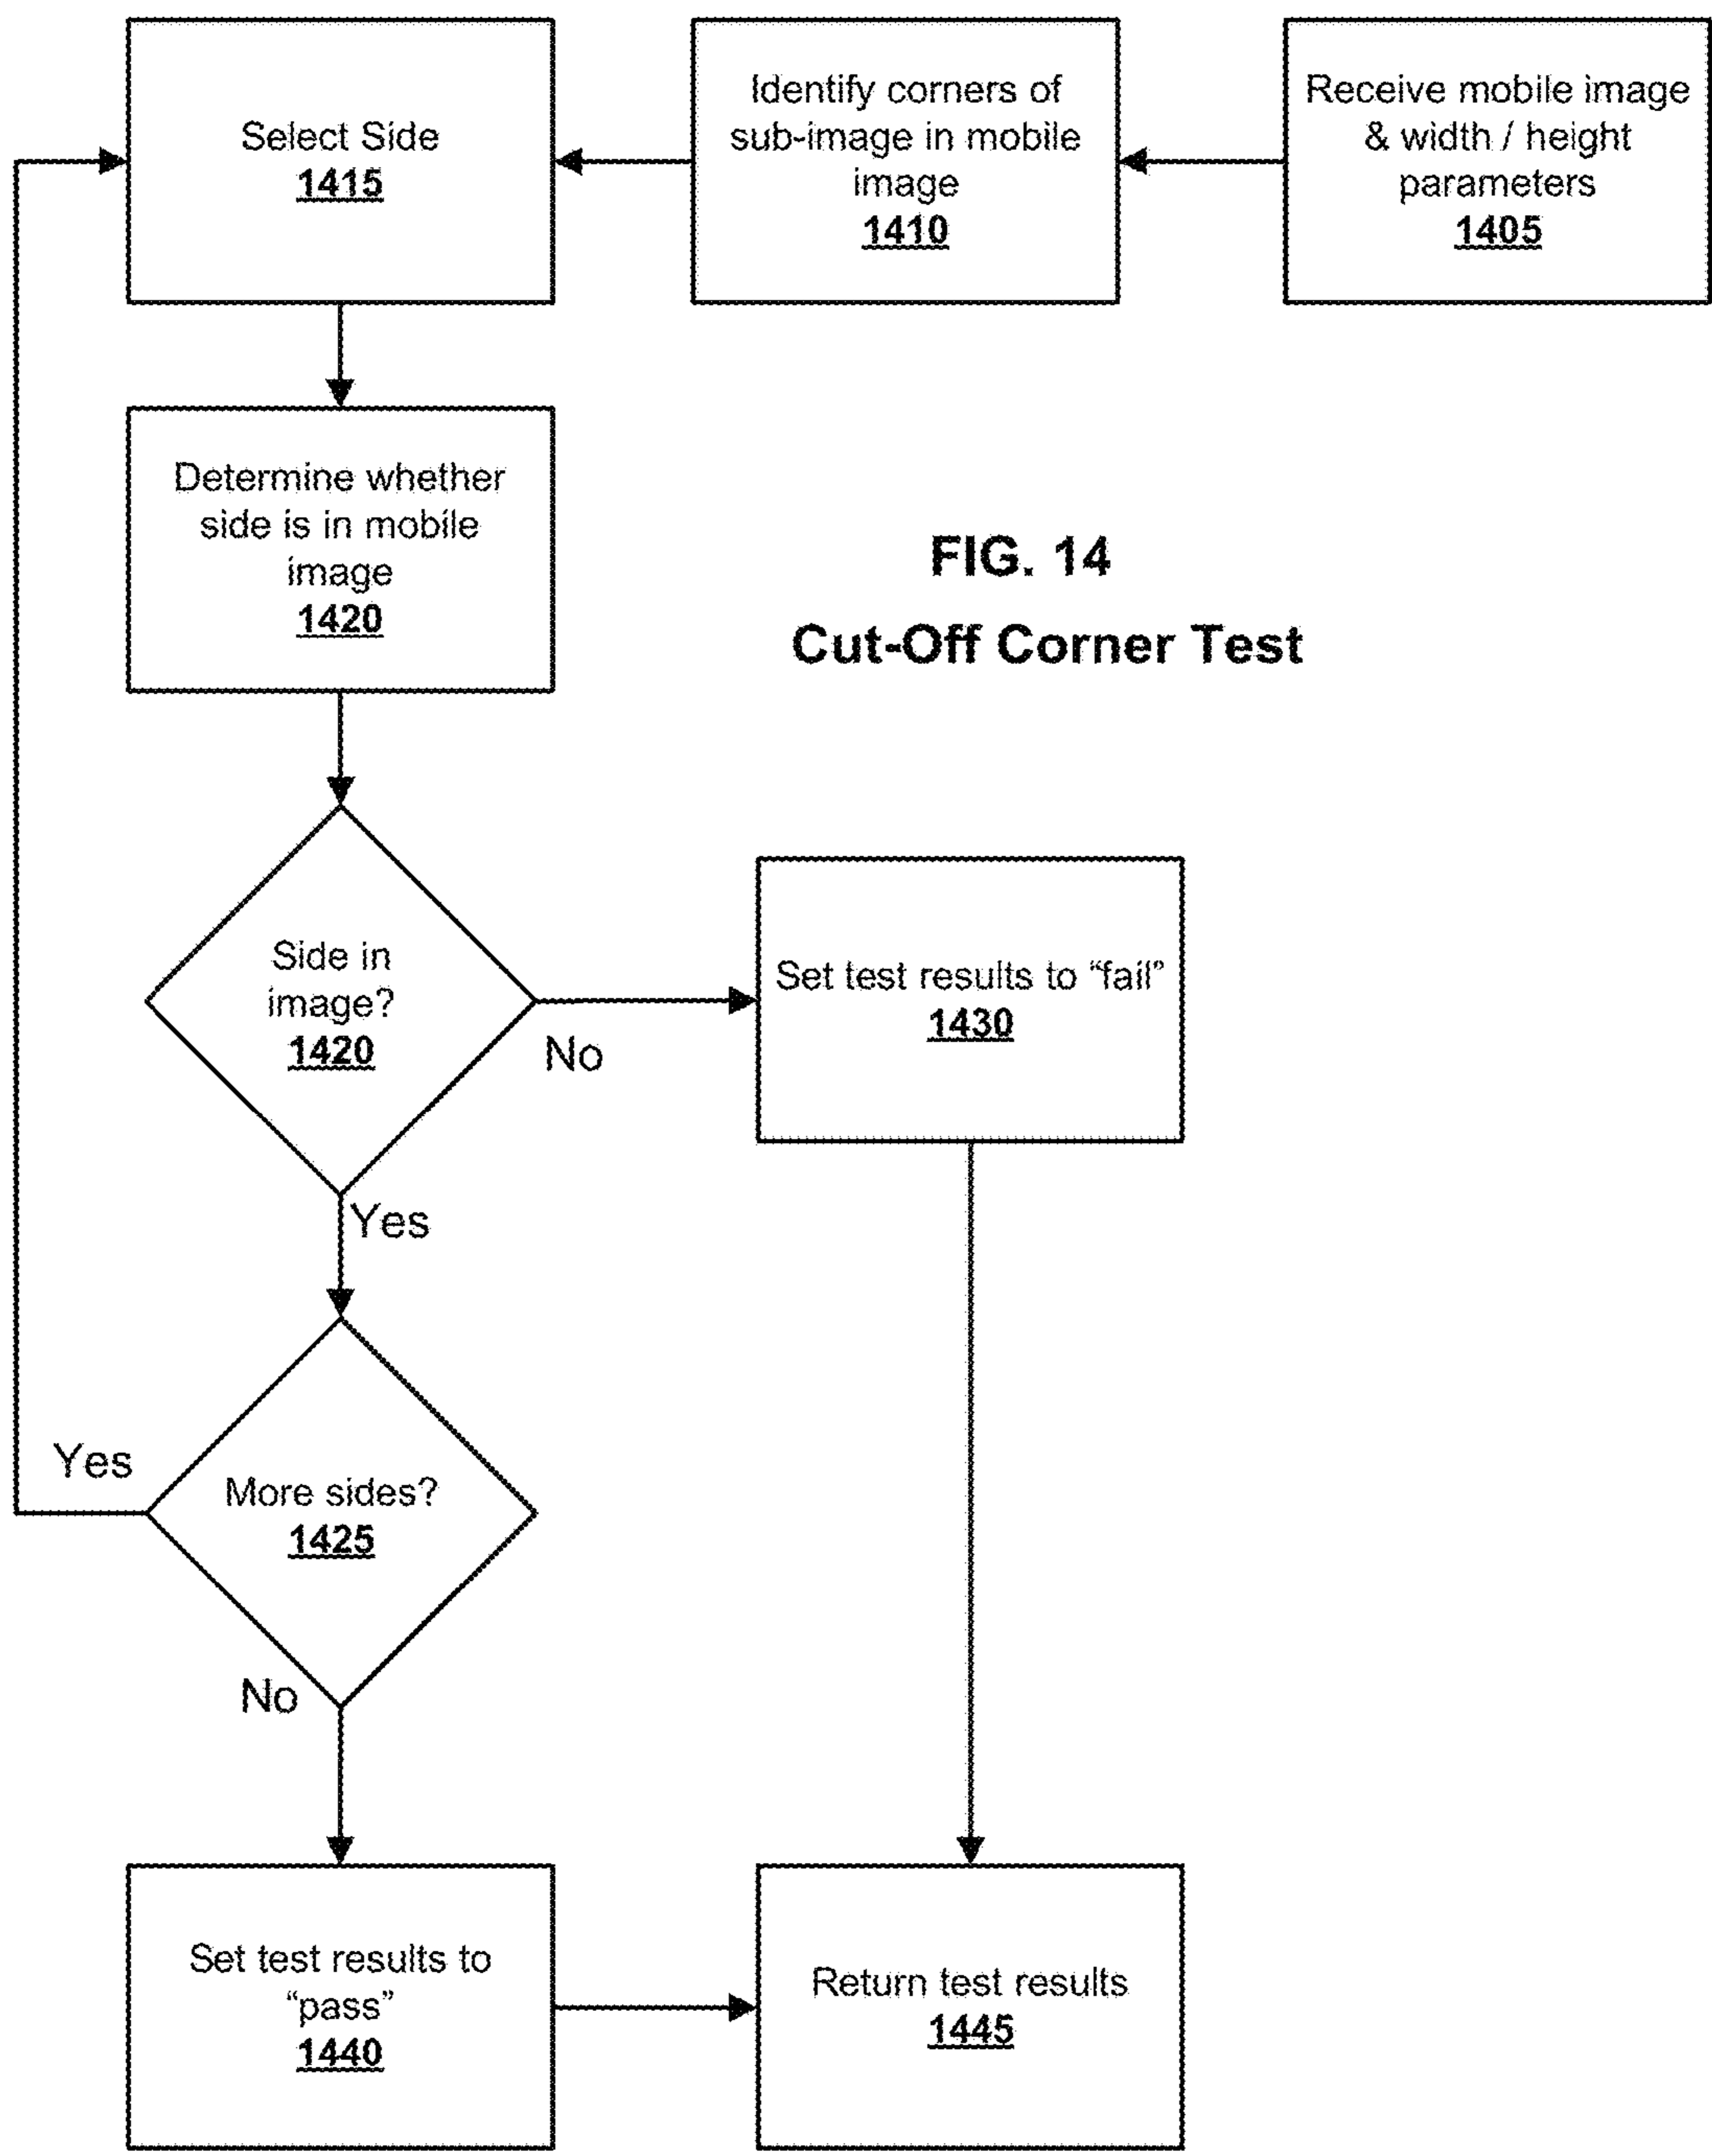 Receive mobile image
& width / height
parameters
1405
Identify corners of
sub-image in mobile
image
1410
Select Side
1415
Determine whether
side is in mobile
image
1420
FIG. 14
Cut-Off Corner Test
Side in
image?
1420
No
Yes
Set test results to “fail”
1430
More sides?
1425
Yes
No
Set test results to
“pass”
1440
Return test results
1445